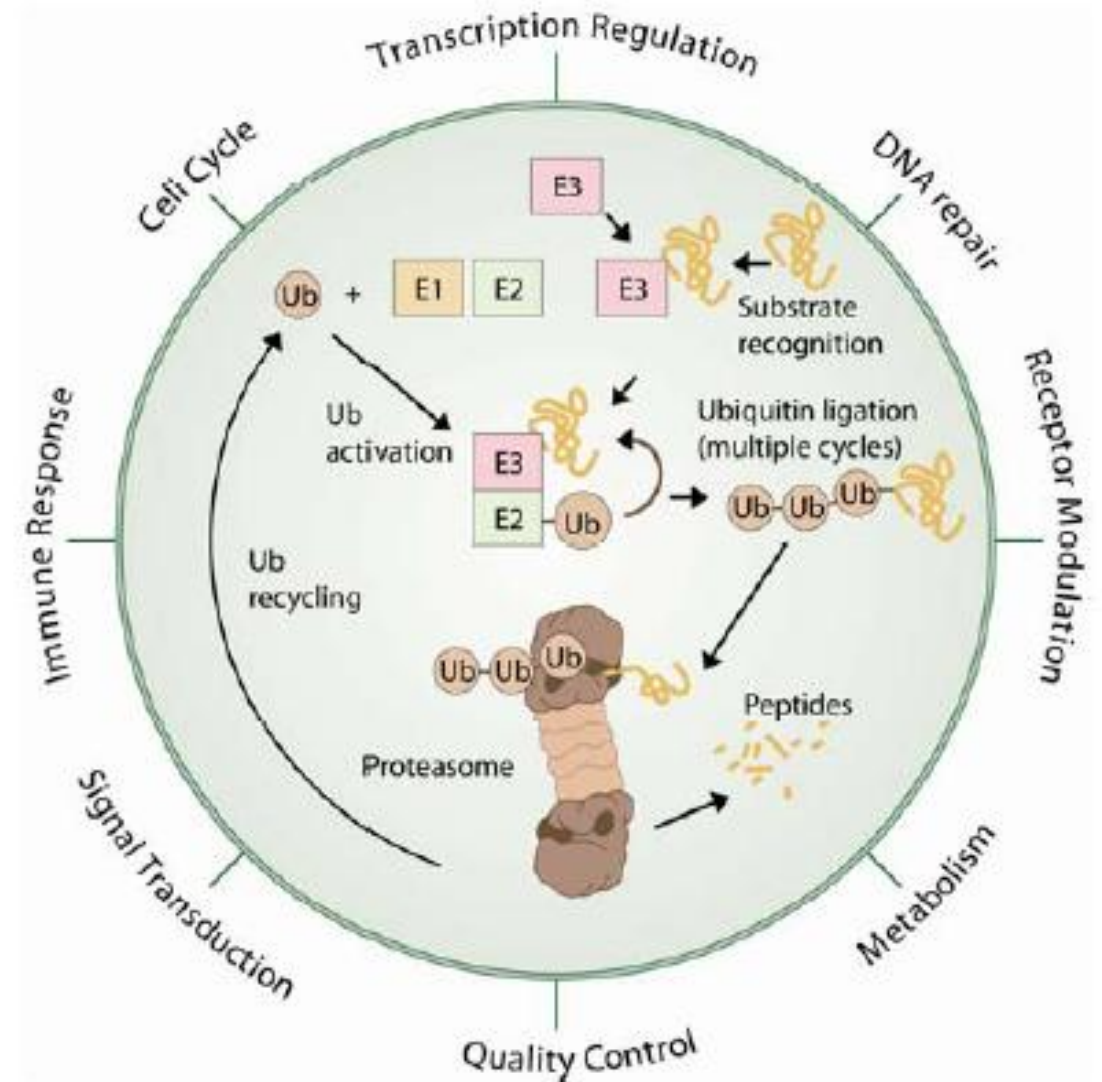 Transcription Regulation
Cell Cycle
DNA repair
E3
Ub + E1 E2
E3
Substrate
recognition
Receptor Modulation
Immune Response
Ub
activation
Ubiquitin ligation
(multiple cycles)
E3
E2 Ub
Ub Ub Ub
Ub
recycling
Ub Ub Ub
Peptides
Proteasome
Signal Transduction
Metabolism
Quality Control